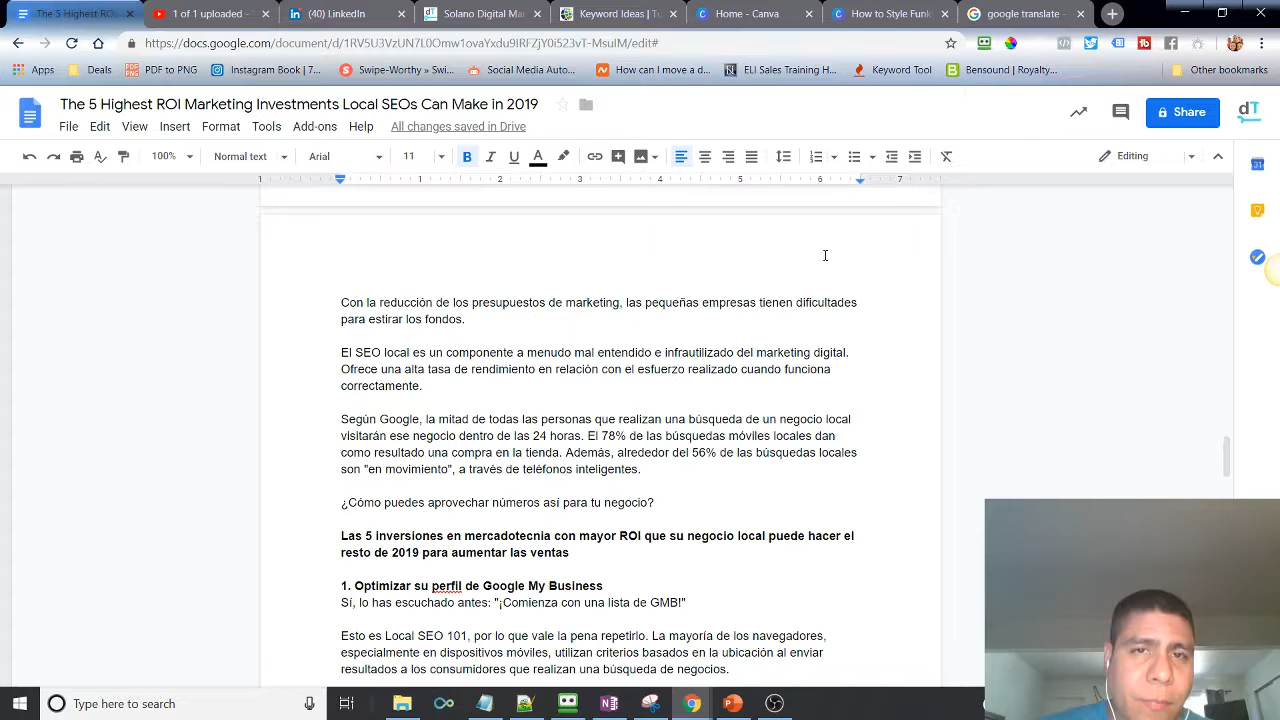 The 5 Highest RO
1 of 1 uploaded -
(40) LinkedIn
Solano Digital Ma
Keyword Ideas | Tu
Home - Canva
How to Style Funk
google translate -
https://docs.google.com/document/d/1RV5U3VzUN7L0Qmw1vaYxdu9IRFZjY0523vT-MsuIM/edit#
Apps
Deals
PDF to PNG
Instagram Book | 7...
Swipe-Worthy » Swi...
Social Media Autom...
How can I move a d...
ELI Sales Training H...
Keyword Tool
Bensound | Royalty...
Other bookmarks
The 5 Highest ROI Marketing Investments Local SEOs Can Make in 2019
File Edit View Insert Format Tools Add-ons Help All changes saved in Drive
Share
dT
100% Normal text Arial 11 B I U A Editing
1 1 2 3 4 5 6 7
Con la reducción de los presupuestos de marketing, las pequeñas empresas tienen dificultades
para estirar los fondos.
El SEO local es un componente a menudo mal entendido e infrautilizado del marketing digital.
Ofrece una alta tasa de rendimiento en relación con el esfuerzo realizado cuando funciona
correctamente.
Según Google, la mitad de todas las personas que realizan una búsqueda de un negocio local
visitarán ese negocio dentro de las 24 horas. El 78% de las búsquedas móviles locales dan
como resultado una compra en la tienda. Además, alrededor del 56% de las búsquedas locales
son "en movimiento", a través de teléfonos inteligentes.
¿Cómo puedes aprovechar números así para tu negocio?
Las 5 inversiones en mercadotecnia con mayor ROI que su negocio local puede hacer el
resto de 2019 para aumentar las ventas
1. Optimizar su perfil de Google My Business
Sí, lo has escuchado antes: "¡Comienza con una lista de GMB!"
Esto es Local SEO 101, por lo que vale la pena repetirlo. La mayoría de los navegadores,
especialmente en dispositivos móviles, utilizan criterios basados en la ubicación al enviar
resultados a los consumidores que realizan una búsqueda de negocios.
Type here to search